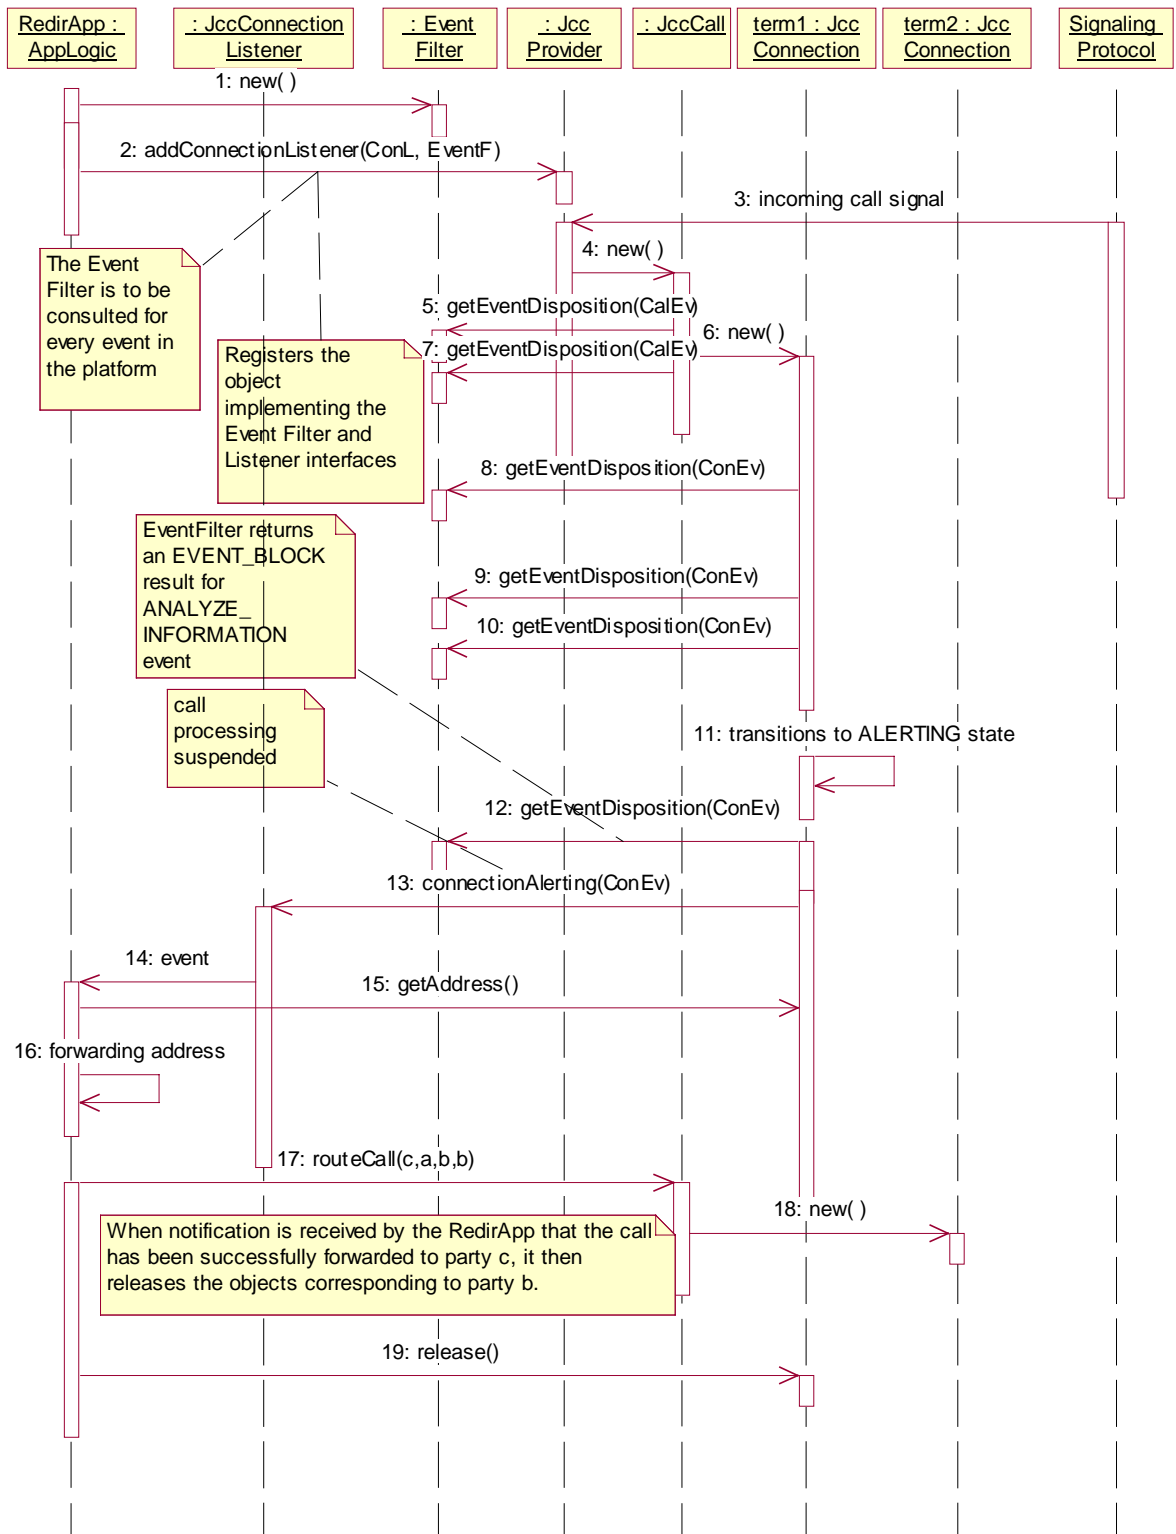 RedirApp :
AppLogic
: JccConnection
Listener
: Event
Filter
: Jcc
Provider
: JccCall
term1 : Jcc
Connection
term2 : Jcc
Connection
Signaling
Protocol
1: new( )
2: addConnectionListener(ConL, EventF)
3: incoming call signal
4: new( )
The Event
Filter is to be
consulted for
every event in
the platform
5: getEventDisposition(CalEv)
6: new( )
7: getEventDisposition(CalEv)
Registers the
object
implementing the
Event Filter and
Listener interfaces
8: getEventDisposition(ConEv)
EventFilter returns
an EVENT_BLOCK
result for
ANALYZE_
INFORMATION
event
9: getEventDisposition(ConEv)
10: getEventDisposition(ConEv)
call
processing
suspended
11: transitions to ALERTING state
12: getEventDisposition(ConEv)
13: connectionAlerting(ConEv)
14: event
15: getAddress()
16: forwarding address
17: routeCall(c,a,b,b)
18: new( )
When notification is received by the RedirApp that the call
has been successfully forwarded to party c, it then
releases the objects corresponding to party b.
19: release()